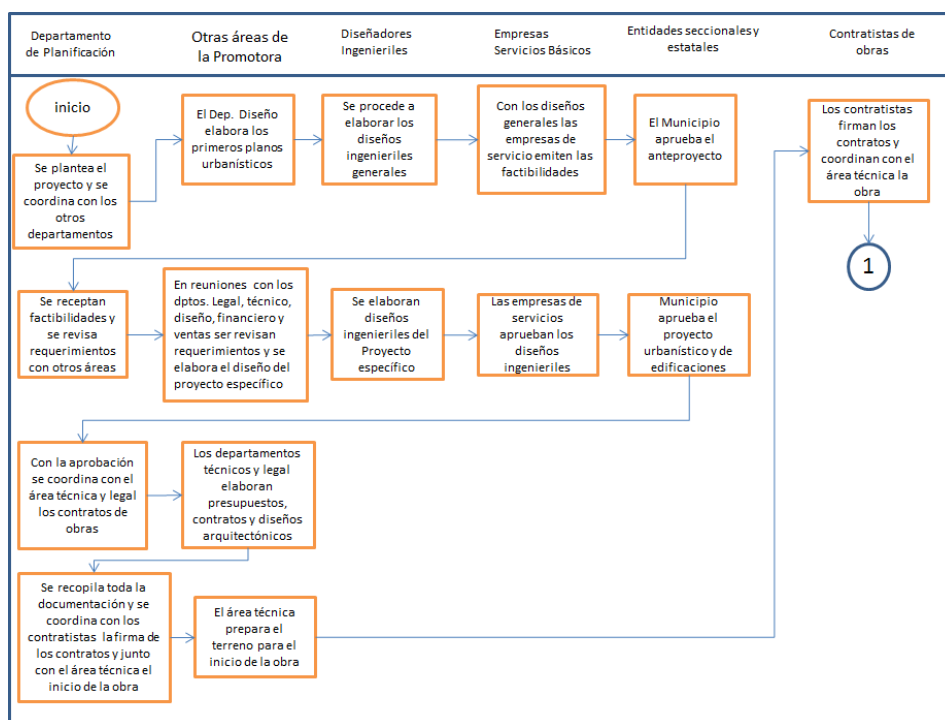 Departamento
de Planificación
Otras áreas de
la Promotora
Diseñadores
Ingenieriles
Empresas
Servicios Básicos
Entidades seccionales y
estatales
Contratistas de
obras
inicio
Se plantea el
proyecto y se
coordina con los
otros
departamentos
El Dep. Diseño
elabora los
primeros planos
urbanísticos
Se procede a
elaborar los
diseños
ingenieriles
generales
Con los diseños
generales las
empresas de
servicio emiten las
factibilidades
El Municipio
aprueba el
anteproyecto
Los contratistas
firman los
contratos y
coordinan con el
área técnica la
obra
1
Se receptan
factibilidades y
se revisa
requerimientos
con otros áreas
En reuniones con los
dptos. Legal, técnico,
diseño, financiero y
ventas ser revisan
requerimientos y se
elabora el diseño del
proyecto específico
Se elaboran
diseños
ingenieriles del
Proyecto
específico
Las empresas de
servicios aprueban los
diseños
ingenieriles
Municipio
aprueba el
proyecto
urbanístico y de
edificaciones
Con la aprobación
se coordina con el
área técnica y legal
los contratos de
obras
Los departamentos
técnicos y legal
elaboran
presupuestos,
contratos y diseños
arquitectónicos
Se recopila toda la
documentación y se
coordina con los
contratistas la firma de
los contratos y junto
con el área técnica el
inicio de la obra
El área técnica
prepara el
terreno para el
inicio de la obra